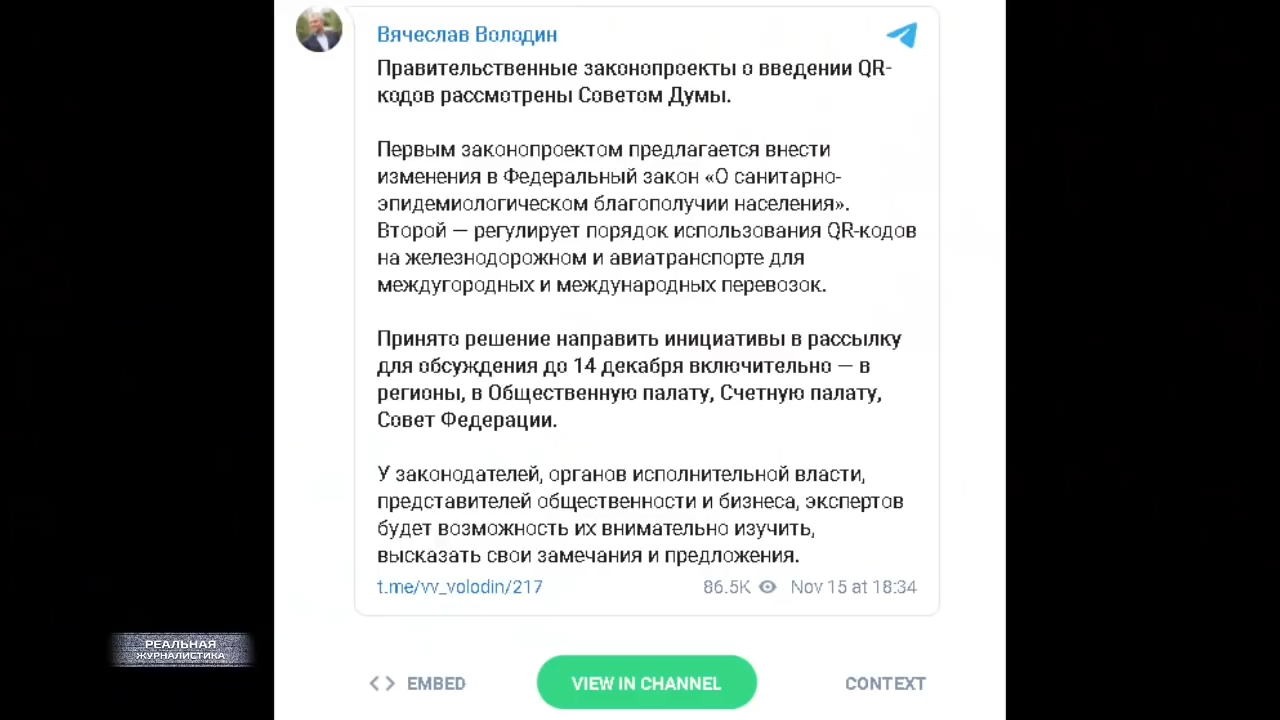 Вячеслав Володин
Правительственные законопроекты о введении QR-
кодов рассмотрены Советом Думы.
Первым законопроектом предлагается внести
изменения в Федеральный закон «О санитарно-
эпидемиологическом благополучии населения».
Второй — регулирует порядок использования QR-кодов
на железнодорожном и авиатранспорте для
междугородных и международных перевозок.
Принято решение направить инициативы в рассылку
для обсуждения до 14 декабря включительно — в
регионы, в Общественную палату, Счетную палату,
Совет Федерации.
У законодателей, органов исполнительной власти,
представителей общественности и бизнеса, экспертов
будет возможность их внимательно изучить,
высказать свои замечания и предложения.
t.me/vv_volodin/217 86.5K Nov 15 at 18:34
РЕАЛЬНАЯ
ЖУРНАЛИСТИКА
EMBED VIEW IN CHANNEL CONTEXT